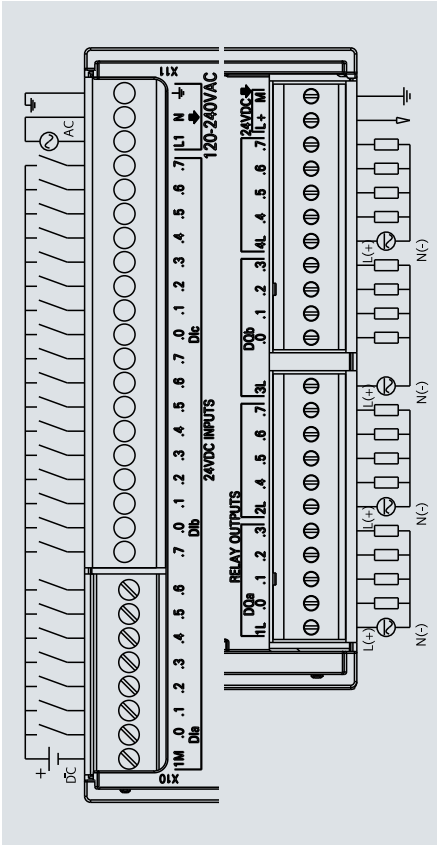 +
DC AC
X10 X11
1M .0 .1 .2 .3 .4 .5 .6 .7 .0 .1 .2 .3 .4 .5 .6 .7 .0 .1 .2 .3 .4 .5 .6 .7 L1 N
DIa DIb DIc
24VDC INPUTS 120-240VAC
RELAY OUTPUTS 24VDC
DQa DQb
1L .0 .1 .2 .3 2L .4 .5 .6 .7 3L .0 .1 .2 .3 4L .4 .5 .6 .7 L+ M
L(+) L(+) L(+) L(+)
N(-) N(-) N(-) N(-)